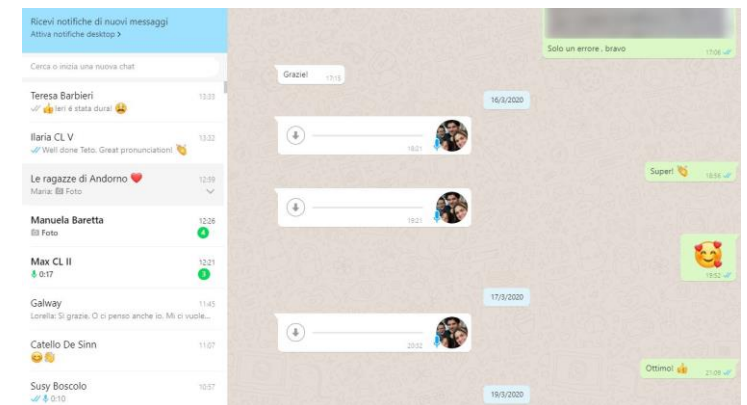 Ricevi notifiche di nuovi messaggi
Attiva notifiche desktop >
Cerca o inizia una nuova chat
Teresa Barbieri
👍 Ieri é stata dura! 😫
Ilaria CL V 13:22
Well done Teto. Great pronunciation! 👏
Le ragazze di Andorno ❤️ 12:59
Maria: Foto
Manuela Baretta 12:26
Foto 4
Max CL II 12:21
0:17 3
Galway 11:45
Lorella: Si grazie. O ci penso anche io. Mi ci vuole...
Catello De Sinn 11:07
😊👏
Susy Boscolo 10:57
0:10
Solo un errore , bravo 17:06
Grazie! 17:15
16/3/2020
18:21
Super! 👏 18:56
18:21
🥰
17/3/2020
20:52
Ottimo! 👍 21:09
19/3/2020